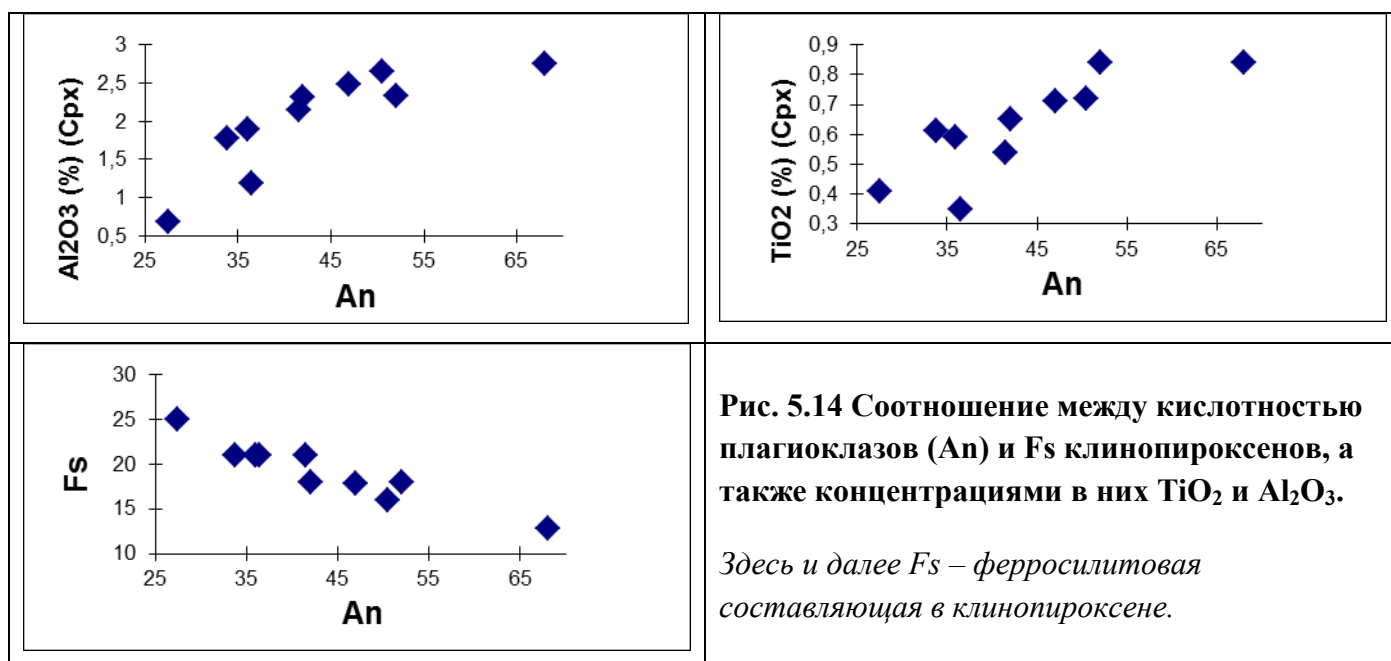 3
2,5
2
1,5
1
0,5
25 35 45 55 65
Al2O3 (%) (Cpx)
An
0,9
0,8
0,7
0,6
0,5
0,4
0,3
25 35 45 55 65
TiO2 (%) (Cpx)
An
30
25
20
15
10
25 35 45 55 65
Fs
An
Рис. 5.14 Соотношение между кислотностью
плагиоклазов (An) и Fs клинопироксенов, а
также концентрациями в них TiO₂ и Al₂O₃.
Здесь и далее Fs – ферросилитовая
составляющая в клинопироксене.